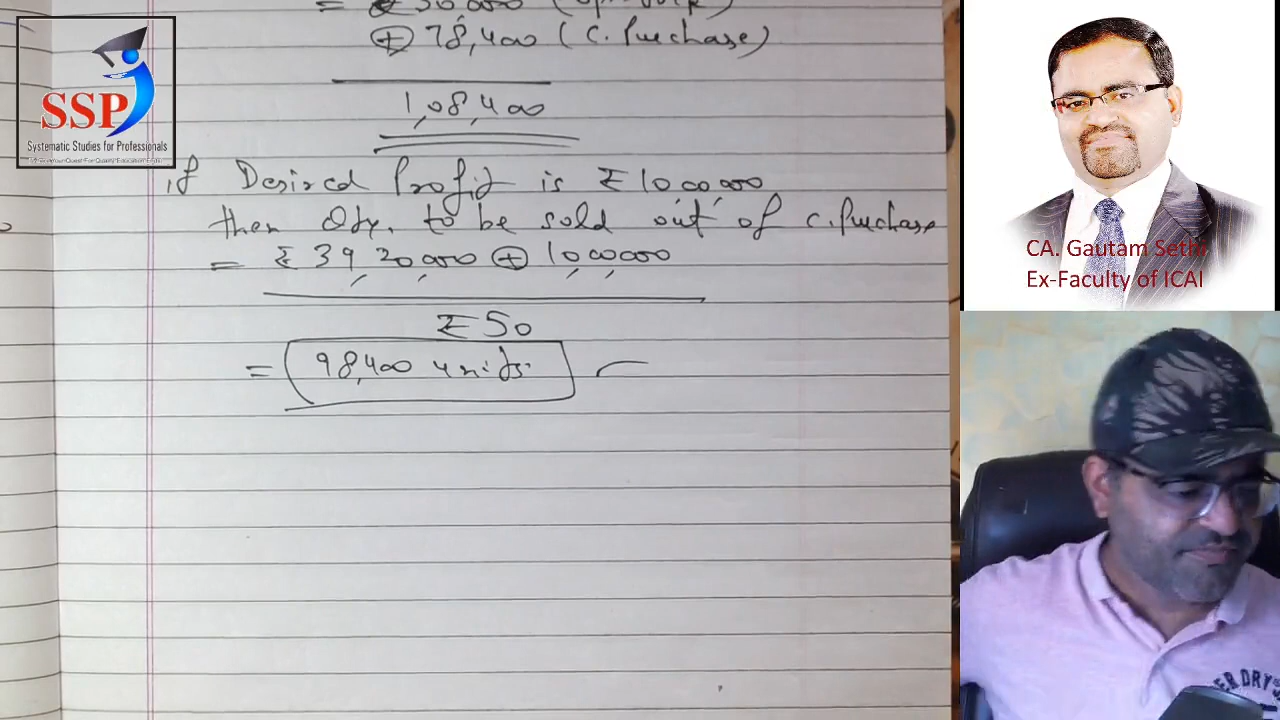 = ₹ 30,000 (
⊕ 78,400 (C. Purchase)
1,08,400
if Desired Profit is ₹ 10,00,000
then Qty. to be sold out of C. Purchase
= ₹ 39,20,000 ⊕ 10,00,000
₹ 50
= 98,400 units.
SSP
Systematic Studies for Professionals
CA. Gautam Sethi
Ex-Faculty of ICAI